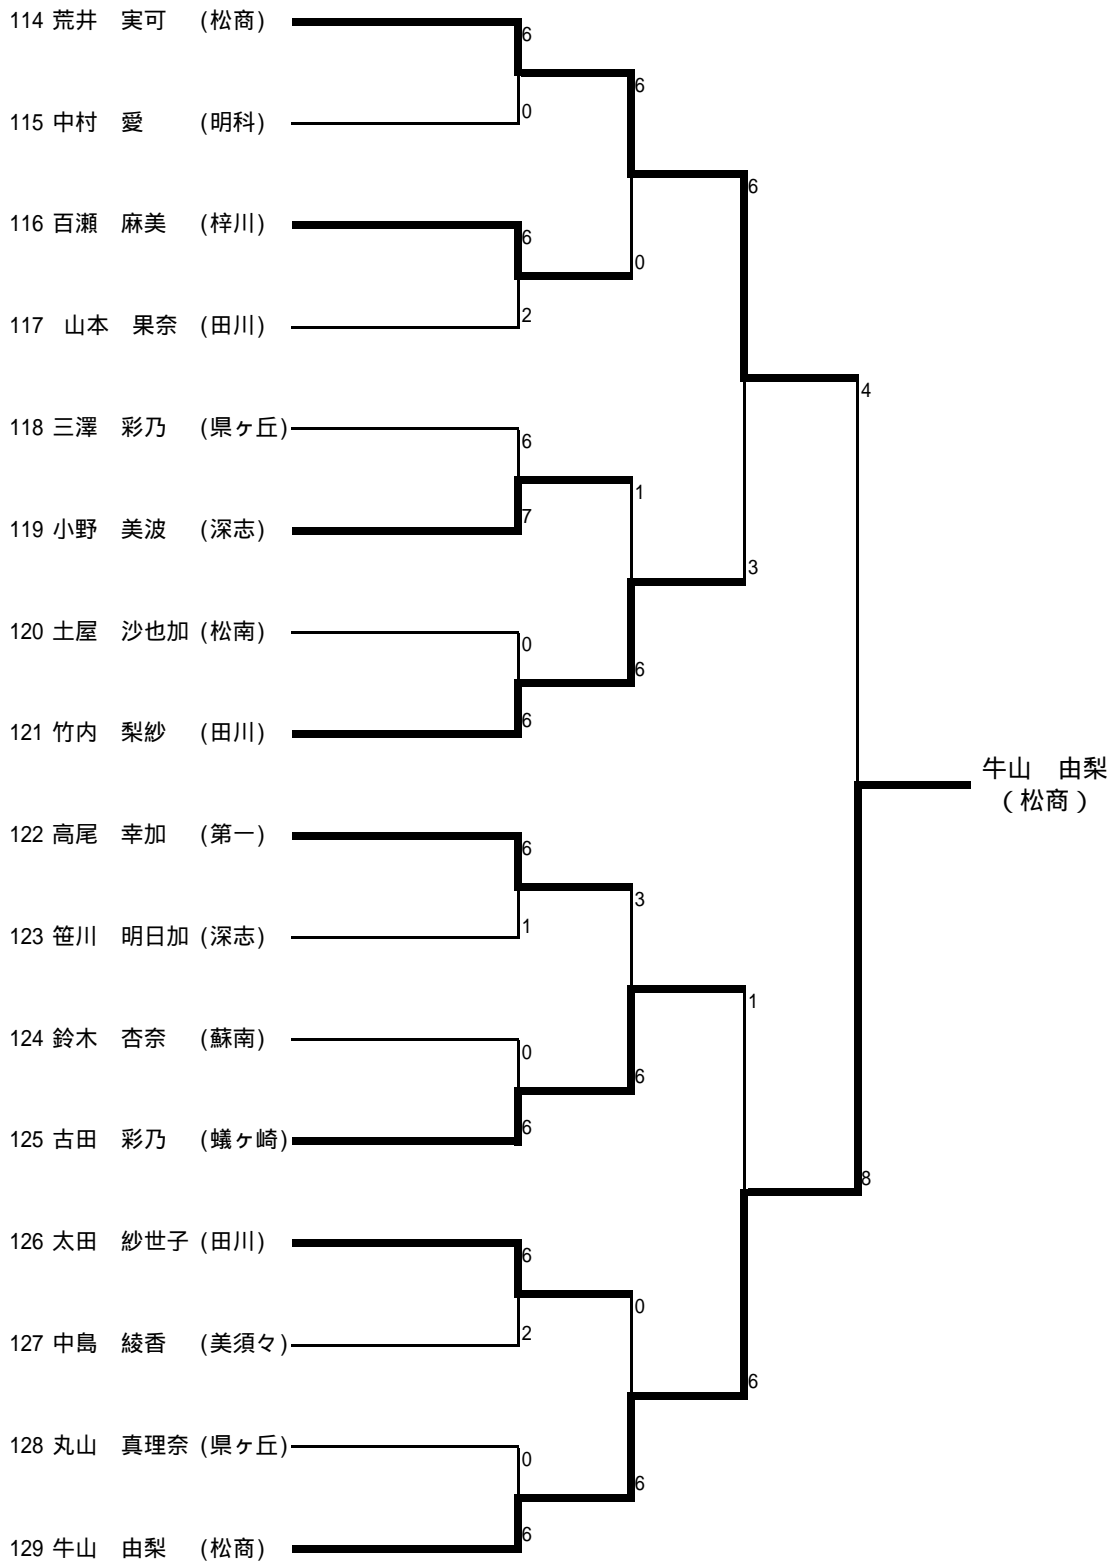 114 荒井　実可　(松商)
6
6
115 中村　愛　　(明科)
0
6
116 百瀬　麻美　(梓川)
6
0
117　山本　果奈　(田川)
2
4
118 三澤　彩乃　(県ヶ丘)
6
1
119 小野　美波　(深志)
7
3
120 土屋　沙也加 (松南)
0
6
121 竹内　梨紗　(田川)
6
牛山　由梨
（松商）
122 高尾　幸加　(第一)
6
3
123 笹川　明日加 (深志)
1
1
124 鈴木　杏奈　(蘇南)
0
6
125 古田　彩乃　(蟻ヶ崎)
6
8
126 太田　紗世子 (田川)
6
0
127 中島　綾香　(美須々)
2
6
128 丸山　真理奈 (県ヶ丘)
0
6
129 牛山　由梨　(松商)
6